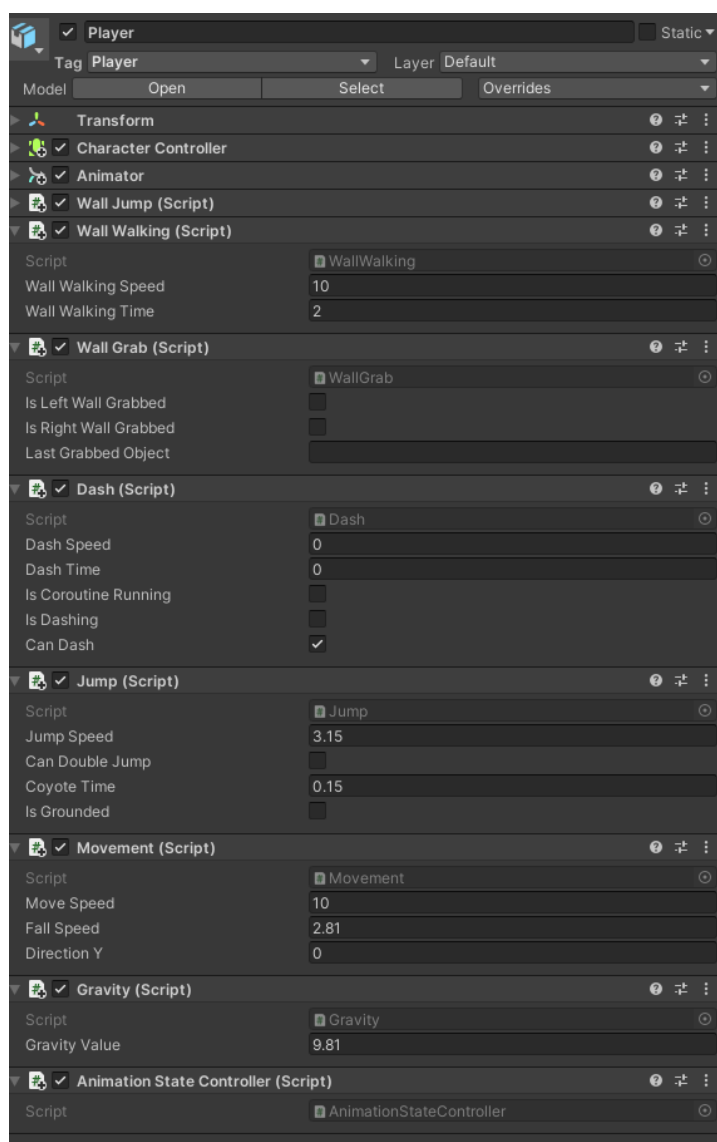 Player Static
Tag Player Layer Default
Model Open Select Overrides
Transform
Character Controller
Animator
Wall Jump (Script)
Wall Walking (Script)
Script WallWalking
Wall Walking Speed 10
Wall Walking Time 2
Wall Grab (Script)
Script WallGrab
Is Left Wall Grabbed
Is Right Wall Grabbed
Last Grabbed Object
Dash (Script)
Script Dash
Dash Speed 0
Dash Time 0
Is Coroutine Running
Is Dashing
Can Dash
Jump (Script)
Script Jump
Jump Speed 3.15
Can Double Jump
Coyote Time 0.15
Is Grounded
Movement (Script)
Script Movement
Move Speed 10
Fall Speed 2.81
Direction Y 0
Gravity (Script)
Script Gravity
Gravity Value 9.81
Animation State Controller (Script)
Script AnimationStateController